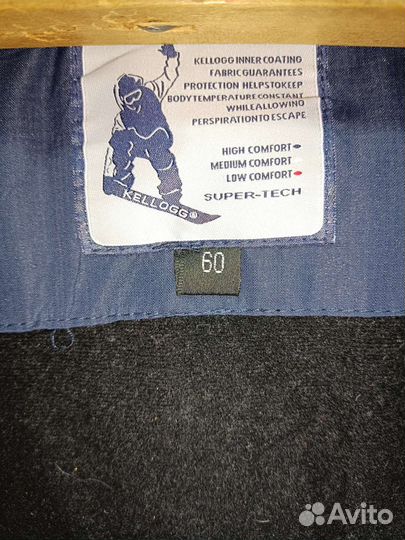 KELLOGG INNER COATING
FABRIC GUARANTEES
PROTECTION HELPSTOKEEP
BODYTEMPERATURE CONSTANT
WHILEALLOWINO
PERSPIRATIONTO ESCAPE
HIGH COMFORT
MEDIUM COMFORT
LOW COMFORT
SUPER-TECH
KELLOGG®
60
Avito